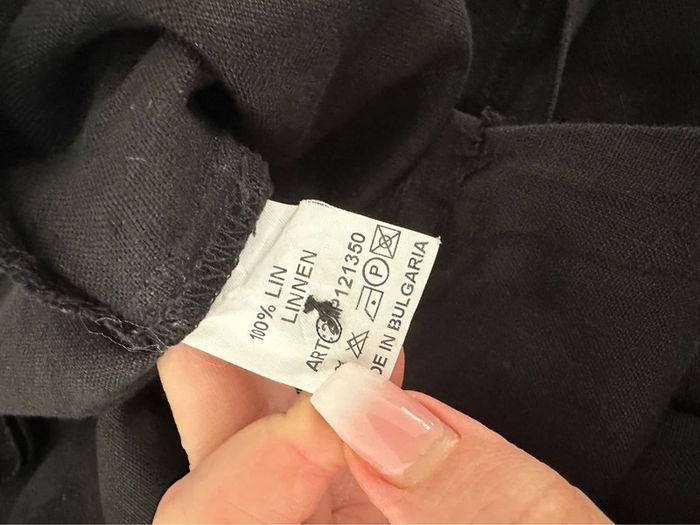 100% LIN
LINNEN
ART P121350
P
DE IN BULGARIA